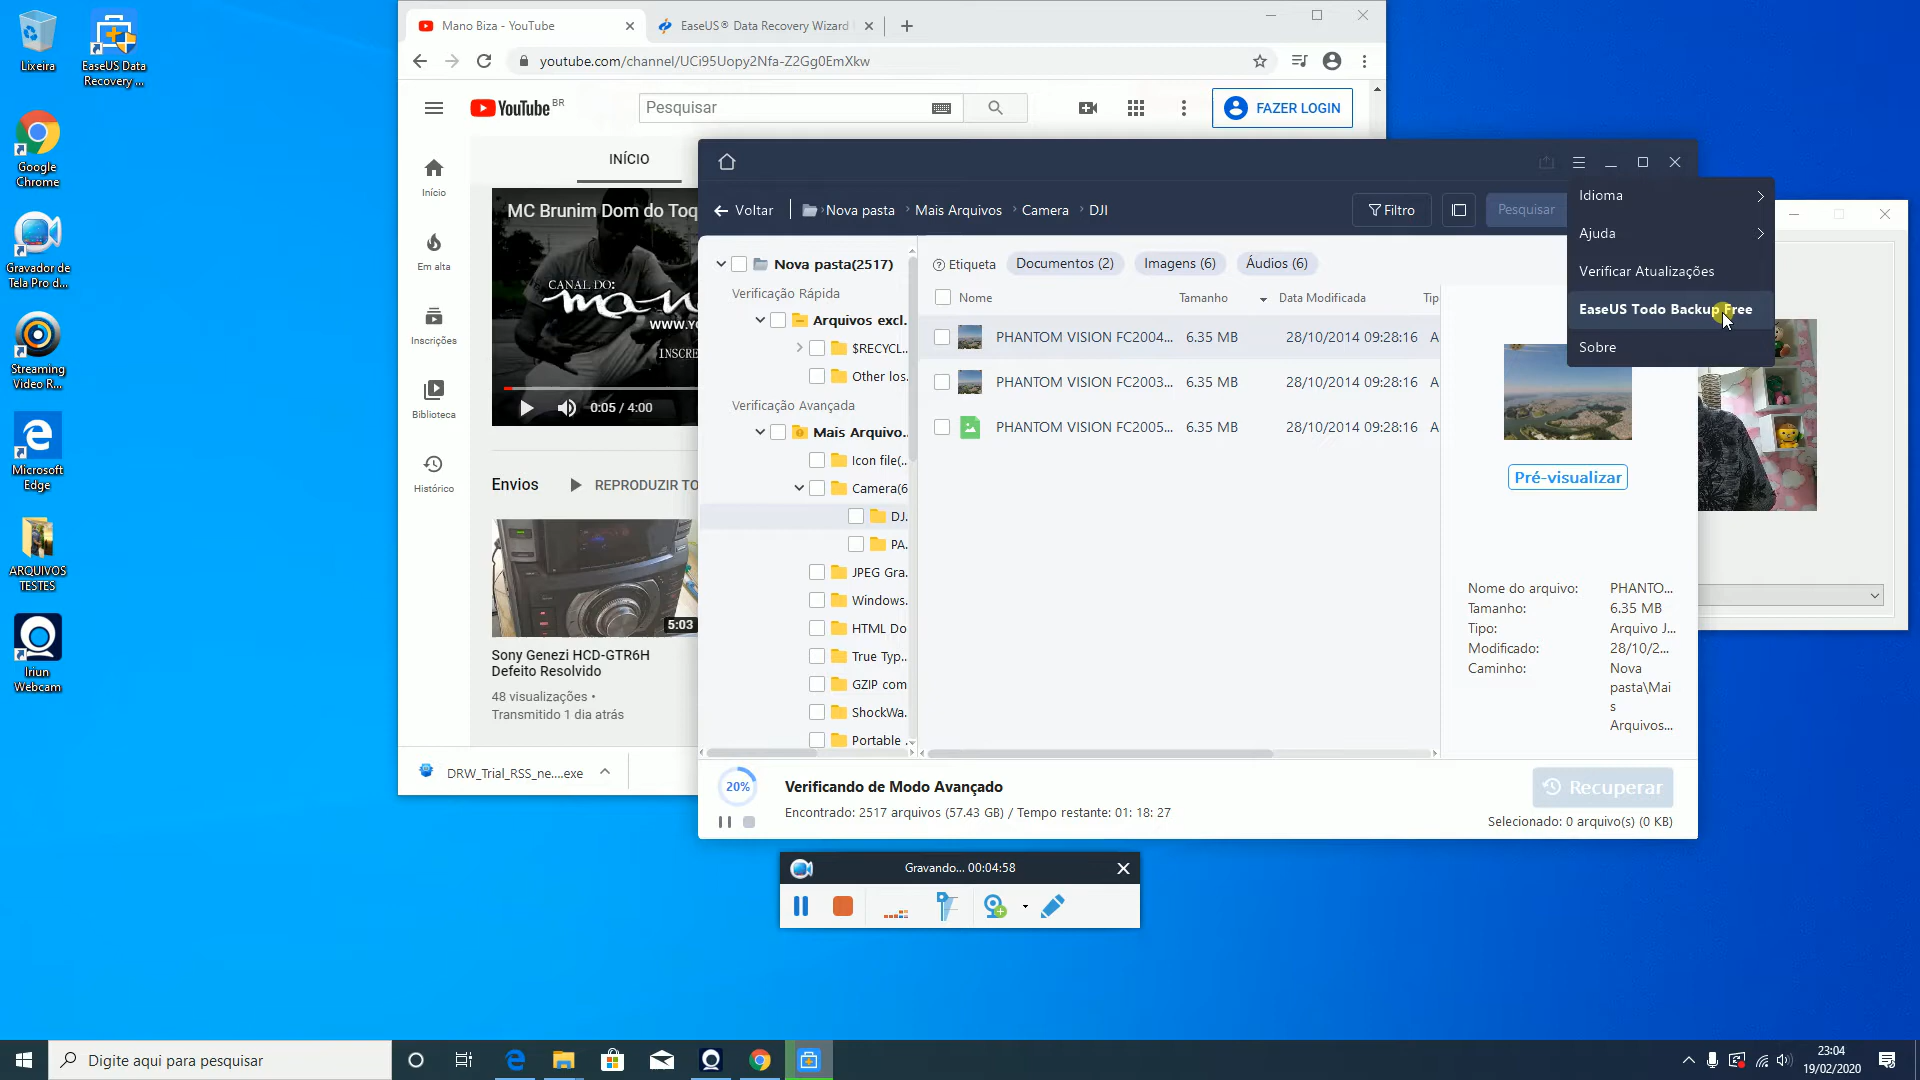 Lixeira
EaseUS Data
Recovery ...
Google
Chrome
Gravador de
Tela Pro d...
Streaming
Video R...
Microsoft
Edge
ARQUIVOS
TESTES
Iriun
Webcam
Mano Biza - YouTube
EaseUS® Data Recovery Wizard
youtube.com/channel/UCi95Uopy2Nfa-Z2Gg0EmXkw
YouTube BR
Pesquisar
FAZER LOGIN
INÍCIO
Início
Em alta
Inscrições
Biblioteca
Histórico
MC Brunim Dom do Toq
CANAL DO:
WWW.Y
INSCRE
0:05 / 4:00
Envios
REPRODUZIR TO
5:03
Sony Genezi HCD-GTR6H
Defeito Resolvido
48 visualizações •
Transmitido 1 dia atrás
DRW_Trial_RSS_ne....exe
Voltar
Nova pasta
Mais Arquivos
Camera
DJI
Filtro
Pesquisar
Idioma
Ajuda
Verificar Atualizações
EaseUS Todo Backup Free
Sobre
Nova pasta(2517)
Verificação Rápida
Arquivos excl.
$RECYCL..
Other los.
Verificação Avançada
Mais Arquivo..
Icon file(..
Camera(6
DJ.
PA.
JPEG Gra.
Windows.
HTML Do
True Typ..
GZIP com
ShockWa.
Portable .
Etiqueta
Documentos (2)
Imagens (6)
Áudios (6)
Nome
Tamanho
Data Modificada
Tip
PHANTOM VISION FC2004... 6.35 MB 28/10/2014 09:28:16 A
PHANTOM VISION FC2003... 6.35 MB 28/10/2014 09:28:16 A
PHANTOM VISION FC2005... 6.35 MB 28/10/2014 09:28:16 A
Pré-visualizar
Nome do arquivo: PHANTO...
Tamanho: 6.35 MB
Tipo: Arquivo J...
Modificado: 28/10/2...
Caminho: Nova
pasta\Mai
s
Arquivos...
20%
Verificando de Modo Avançado
Encontrado: 2517 arquivos (57.43 GB) / Tempo restante: 01: 18: 27
Recuperar
Selecionado: 0 arquivo(s) (0 KB)
Gravando... 00:04:58
Digite aqui para pesquisar
23:04
19/02/2020